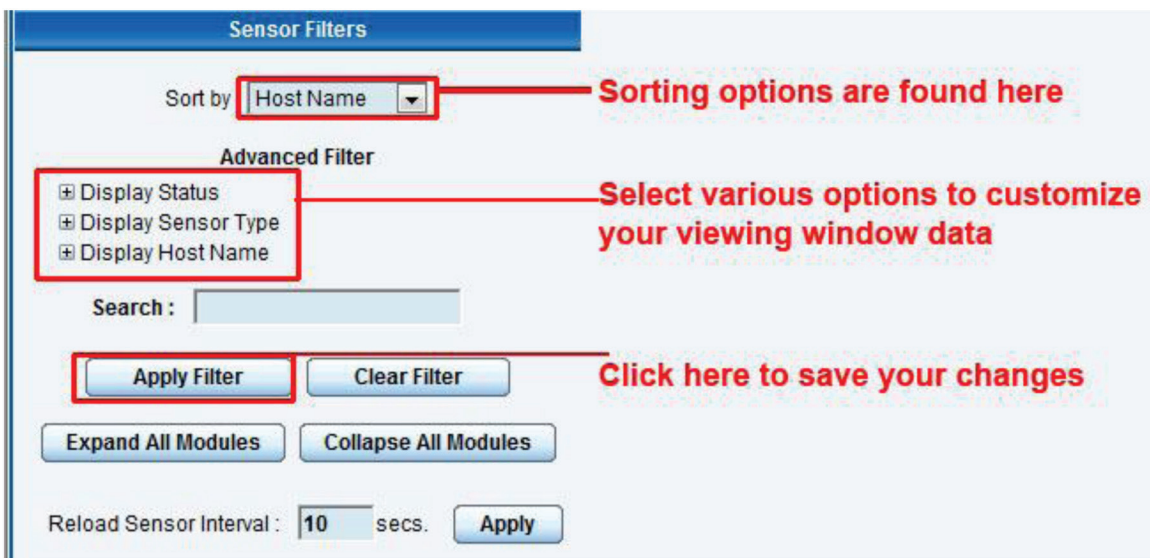 Sensor Filters
Sort by Host Name
Sorting options are found here
Advanced Filter
Display Status
Display Sensor Type
Display Host Name
Select various options to customize
your viewing window data
Search :
Apply Filter Clear Filter
Click here to save your changes
Expand All Modules Collapse All Modules
Reload Sensor Interval : 10 secs. Apply